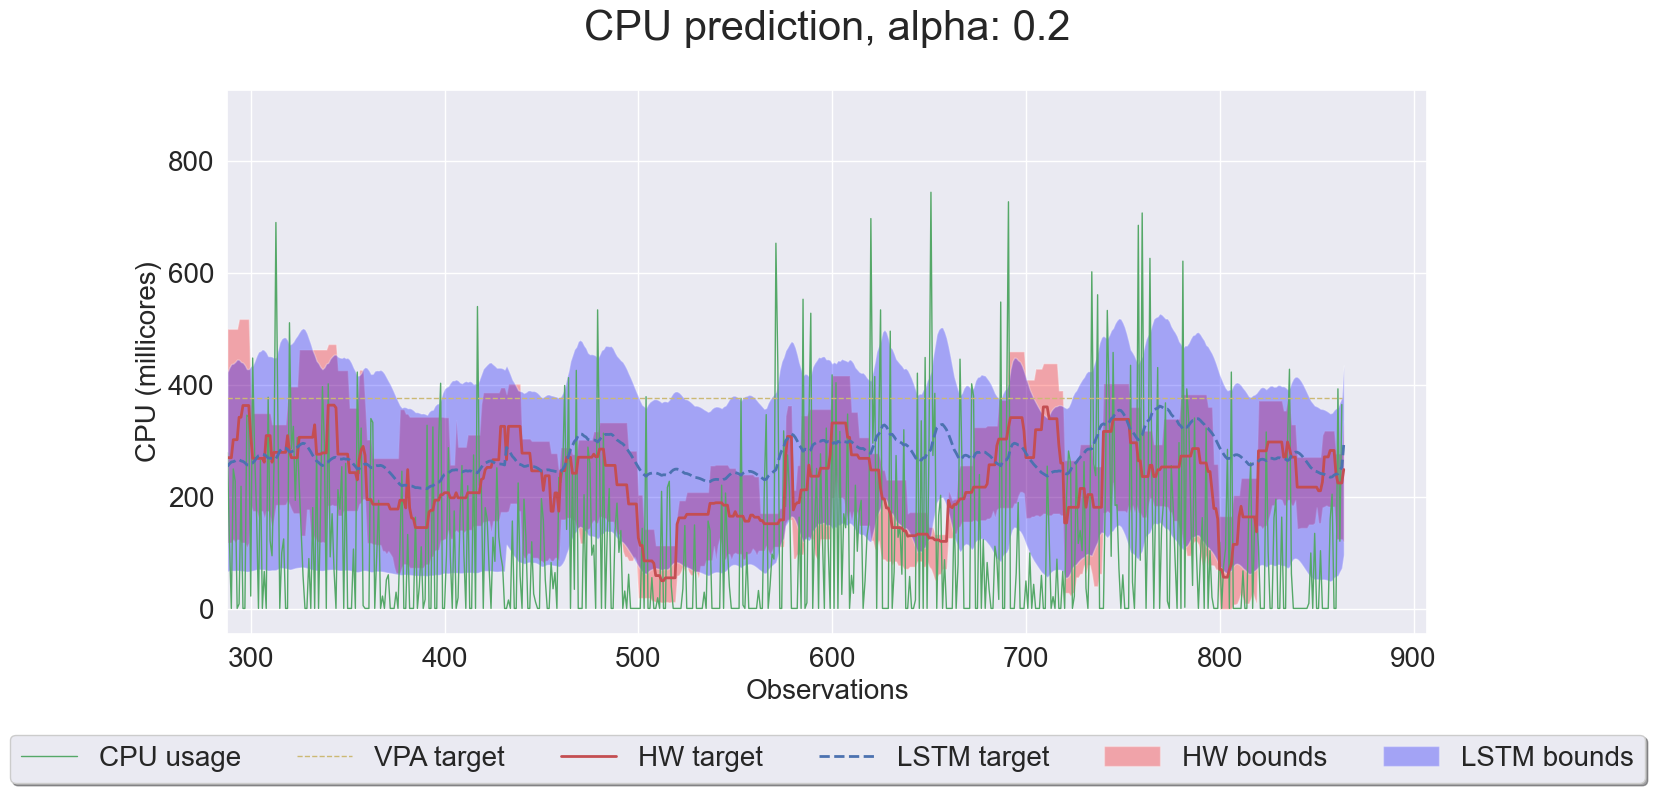 CPU prediction, alpha: 0.2
CPU (millicores)
800
600
400
200
0
300 400 500 600 700 800 900
Observations
CPU usage VPA target HW target LSTM target HW bounds LSTM bounds